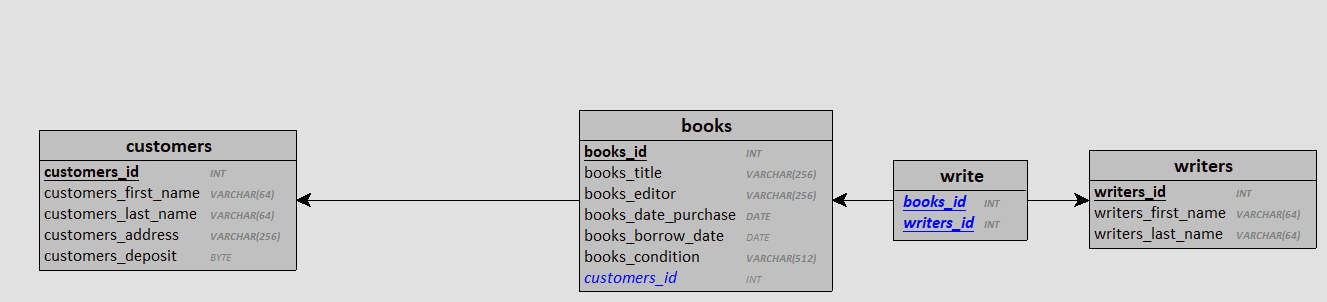 customers
customers_id INT
customers_first_name VARCHAR(64)
customers_last_name VARCHAR(64)
customers_address VARCHAR(256)
customers_deposit BYTE
books
books_id INT
books_title VARCHAR(256)
books_editor VARCHAR(256)
books_date_purchase DATE
books_borrow_date DATE
books_condition VARCHAR(512)
customers_id INT
write
books_id INT
writers_id INT
writers
writers_id INT
writers_first_name VARCHAR(64)
writers_last_name VARCHAR(64)